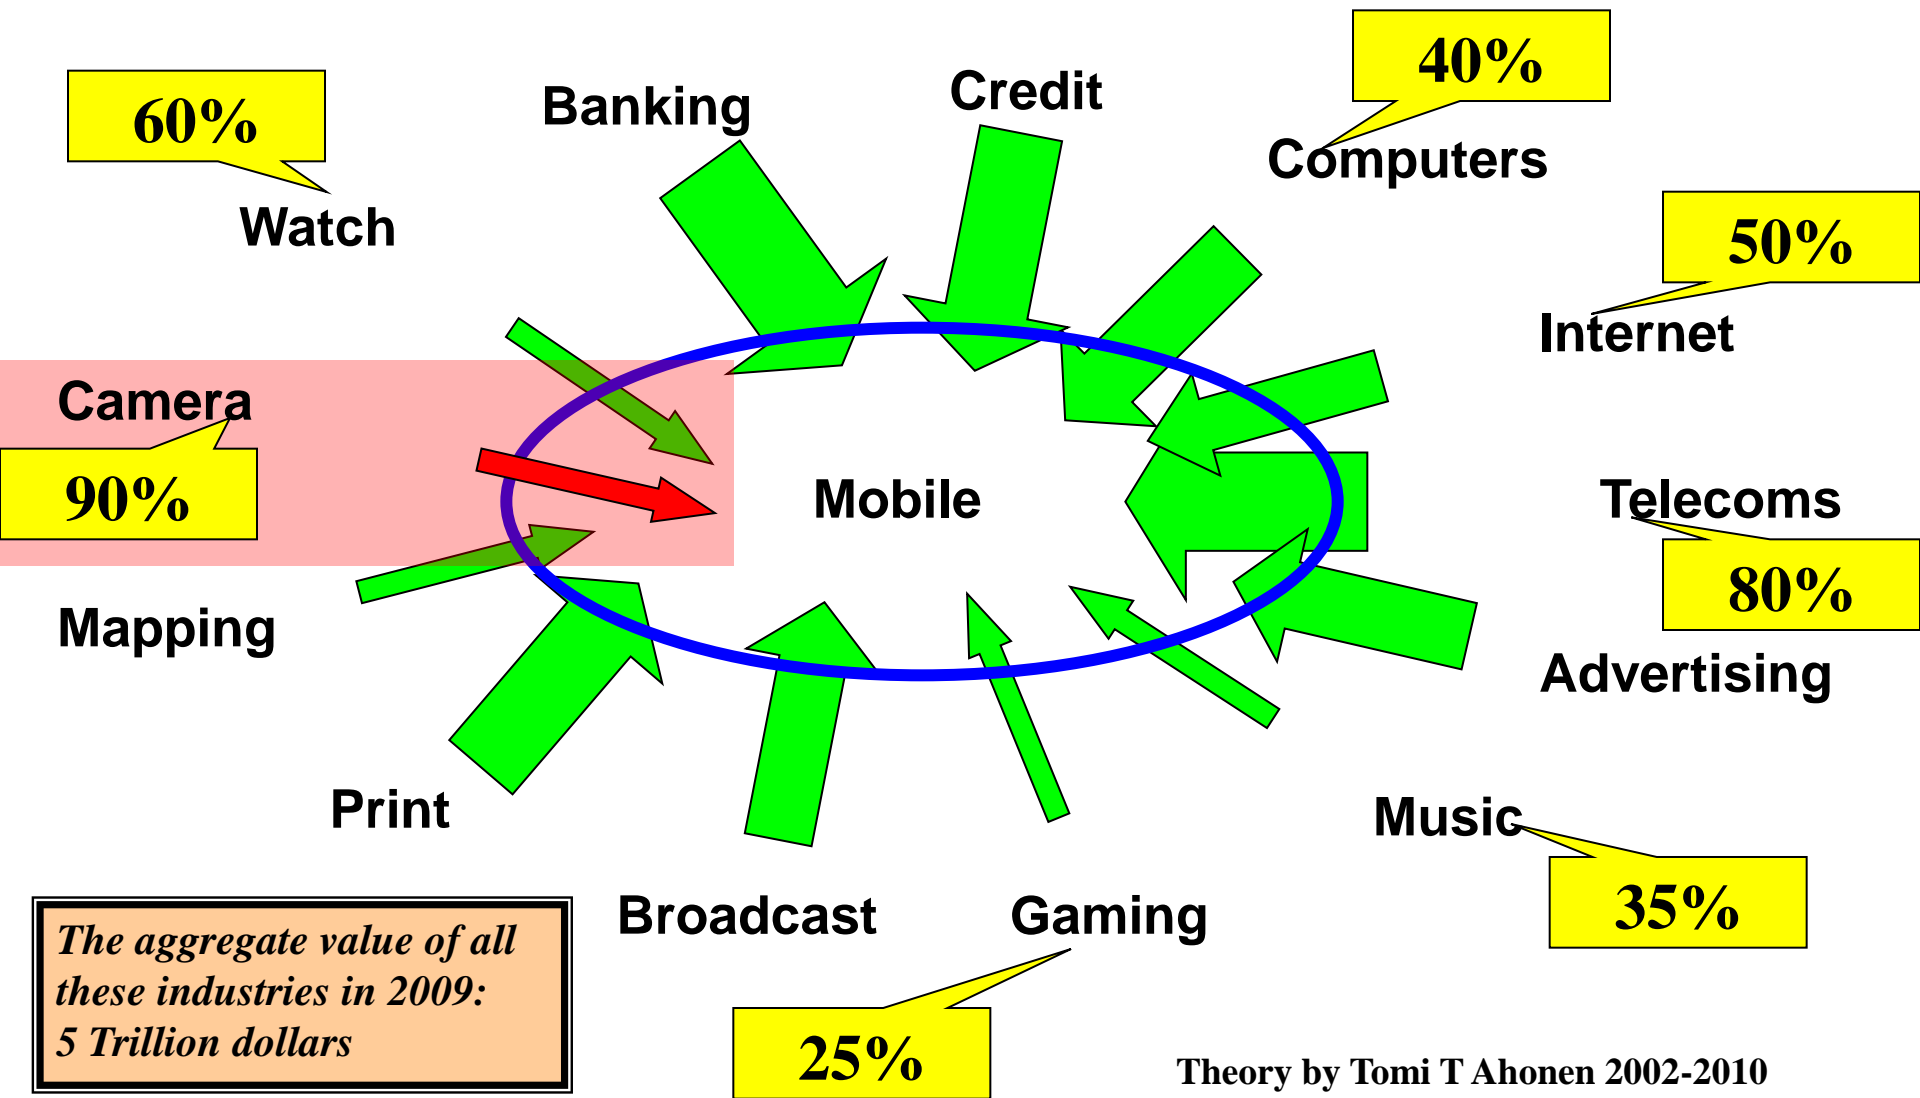 40%
Credit
Banking
60%
Computers
Watch
50%
Internet
Camera
90%
Mobile
Telecoms
80%
Mapping
Advertising
Print
Music
35%
Broadcast
Gaming
The aggregate value of all
these industries in 2009:
5 Trillion dollars
25%
Theory by Tomi T Ahonen 2002-2010